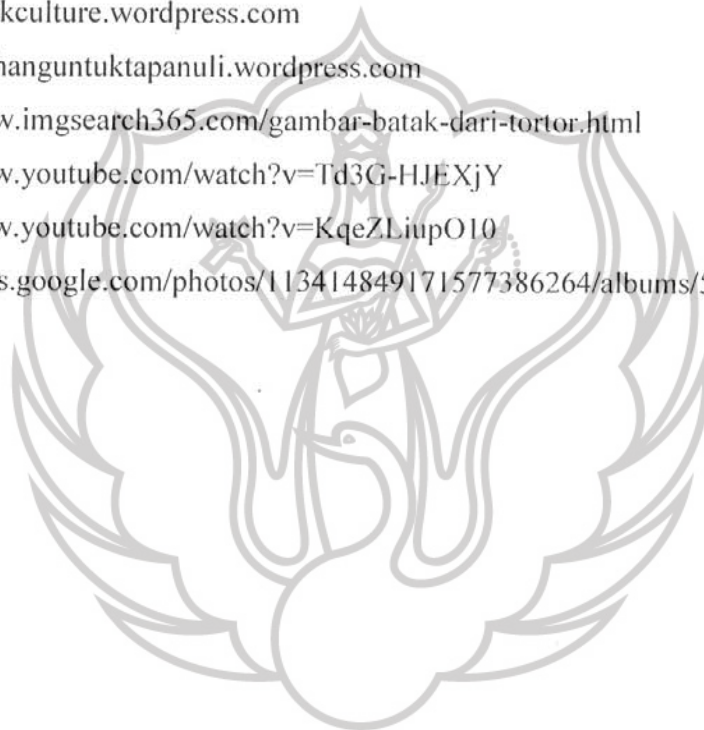 kculture.wordpress.com
nanguntuktapanuli.wordpress.com
w.imgsearch365.com/gambar-batak-dari-tortor.html
w.youtube.com/watch?v=Td3G-HJEXjY
w.youtube.com/watch?v=KqeZLiupO10
s.google.com/photos/113414849171577386264/albums/5